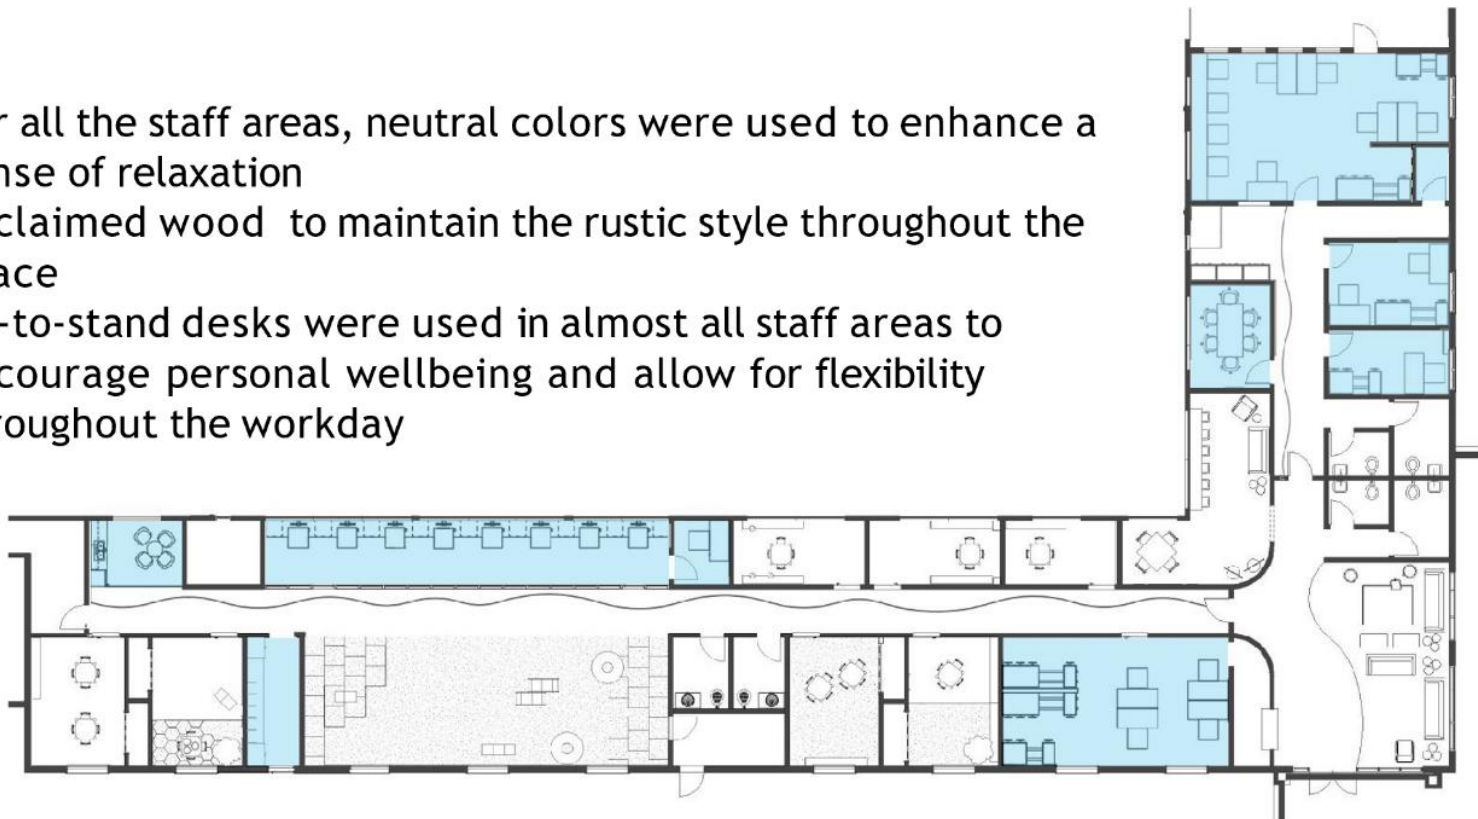 r all the staff areas, neutral colors were used to enhance a
nse of relaxation
claimed wood to maintain the rustic style throughout the
ace
-to-stand desks were used in almost all staff areas to
courage personal wellbeing and allow for flexibility
roughout the workday